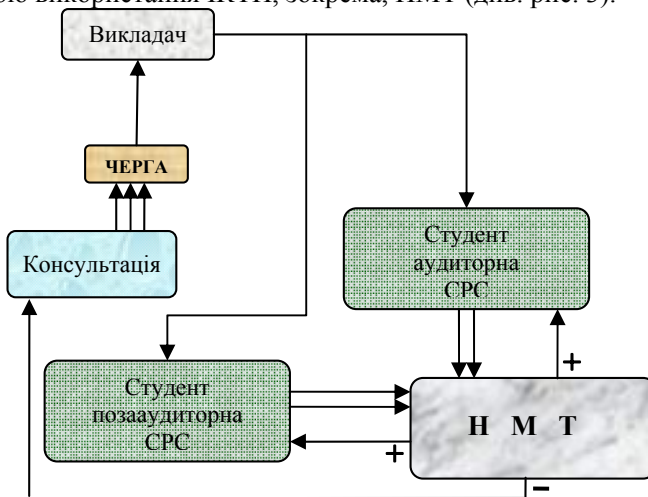 використання ІКТН, зокрема, НМТ (див. рис. 3).
Викладач
ЧЕРГА
Консультація
Студент
аудиторна
СРС
Студент
позааудиторна
СРС
Н М Т
+
+
−